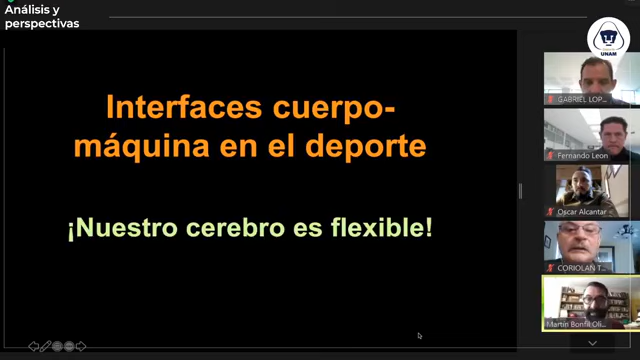 Análisis y
perspectivas
UNAM
Interfaces cuerpo-
máquina en el deporte
¡Nuestro cerebro es flexible!
GABRIEL LOP...
Fernando Leon
Oscar Alcantar
CORIOLAN T...
Martín Bonfil Oli...